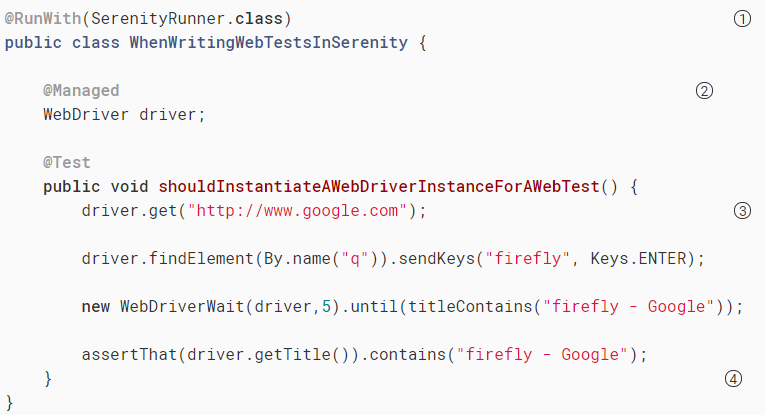 @RunWith(SerenityRunner.class) ①
public class WhenWritingWebTestsInSerenity {
@Managed ②
WebDriver driver;
@Test
public void shouldInstantiateAWebDriverInstanceForAWebTest() {
driver.get("http://www.google.com"); ③
driver.findElement(By.name("q")).sendKeys("firefly", Keys.ENTER);
new WebDriverWait(driver,5).until(titleContains("firefly - Google"));
assertThat(driver.getTitle()).contains("firefly - Google");
} ④
}